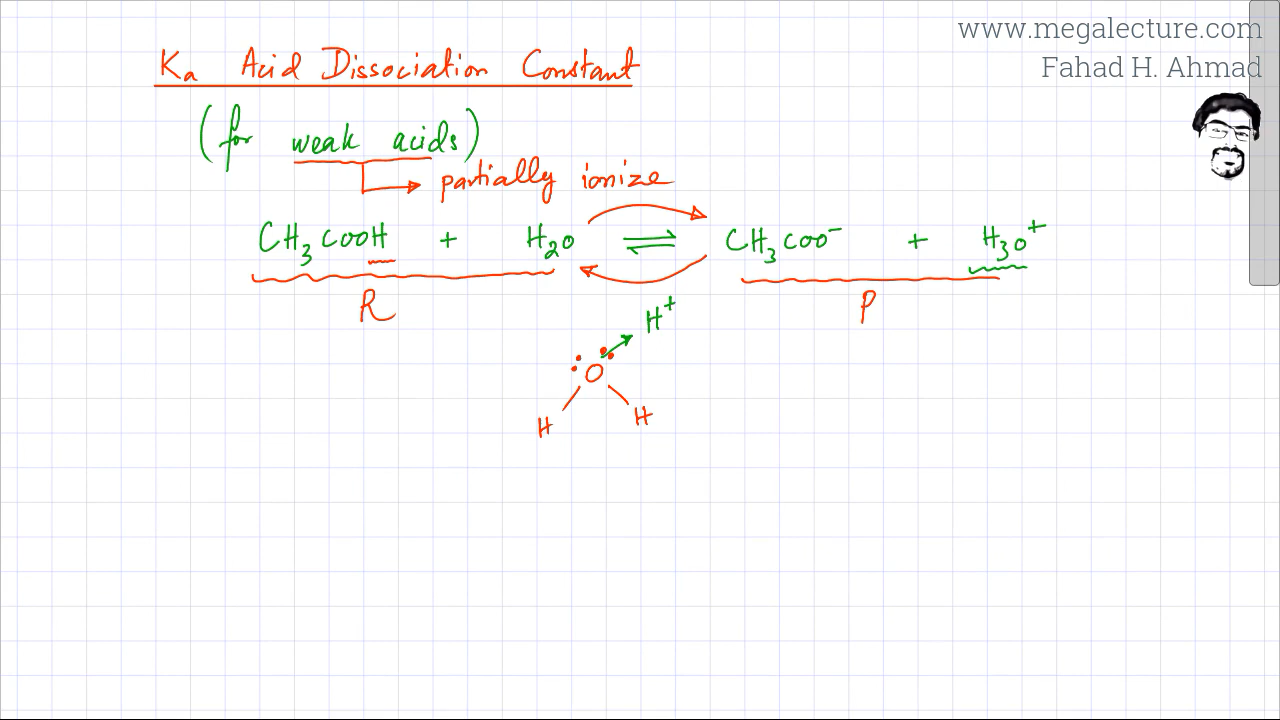 www.megalecture.com
Fahad H. Ahmad
Ka Acid Dissociation Constant
(for weak acids)
partially ionize
CH₃COOH + H₂O ⇌ CH₃COO⁻ + H₃O⁺
R P
H⁺
O
H H